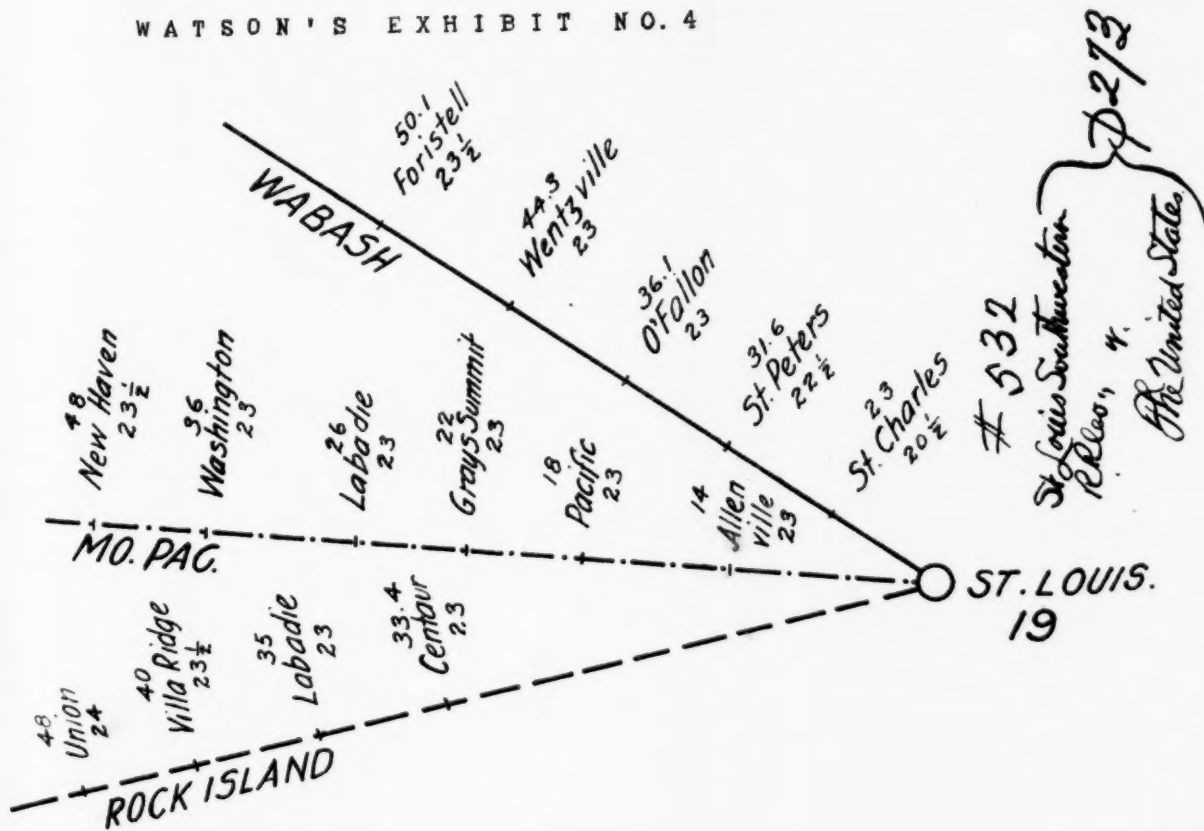 WATSON'S EXHIBIT NO. 4
WABASH
50.1
Foristell
23½
44.3
Wentzville
23
36.1
O'Fallon
23
31.6
St. Peters
22½
23
St. Charles
20½
MO. PAC.
48
New Haven
23½
36
Washington
23
26
Labadie
23
22
Grays Summit
23
18
Pacific
23
14
Allen
ville
23
ROCK ISLAND
48
Union
24
40
Villa Ridge
23½
35
Labadie
23
33.4
Centaur
23
ST. LOUIS.
19
# 532
St. Louis Southwestern
v.
The United States
273